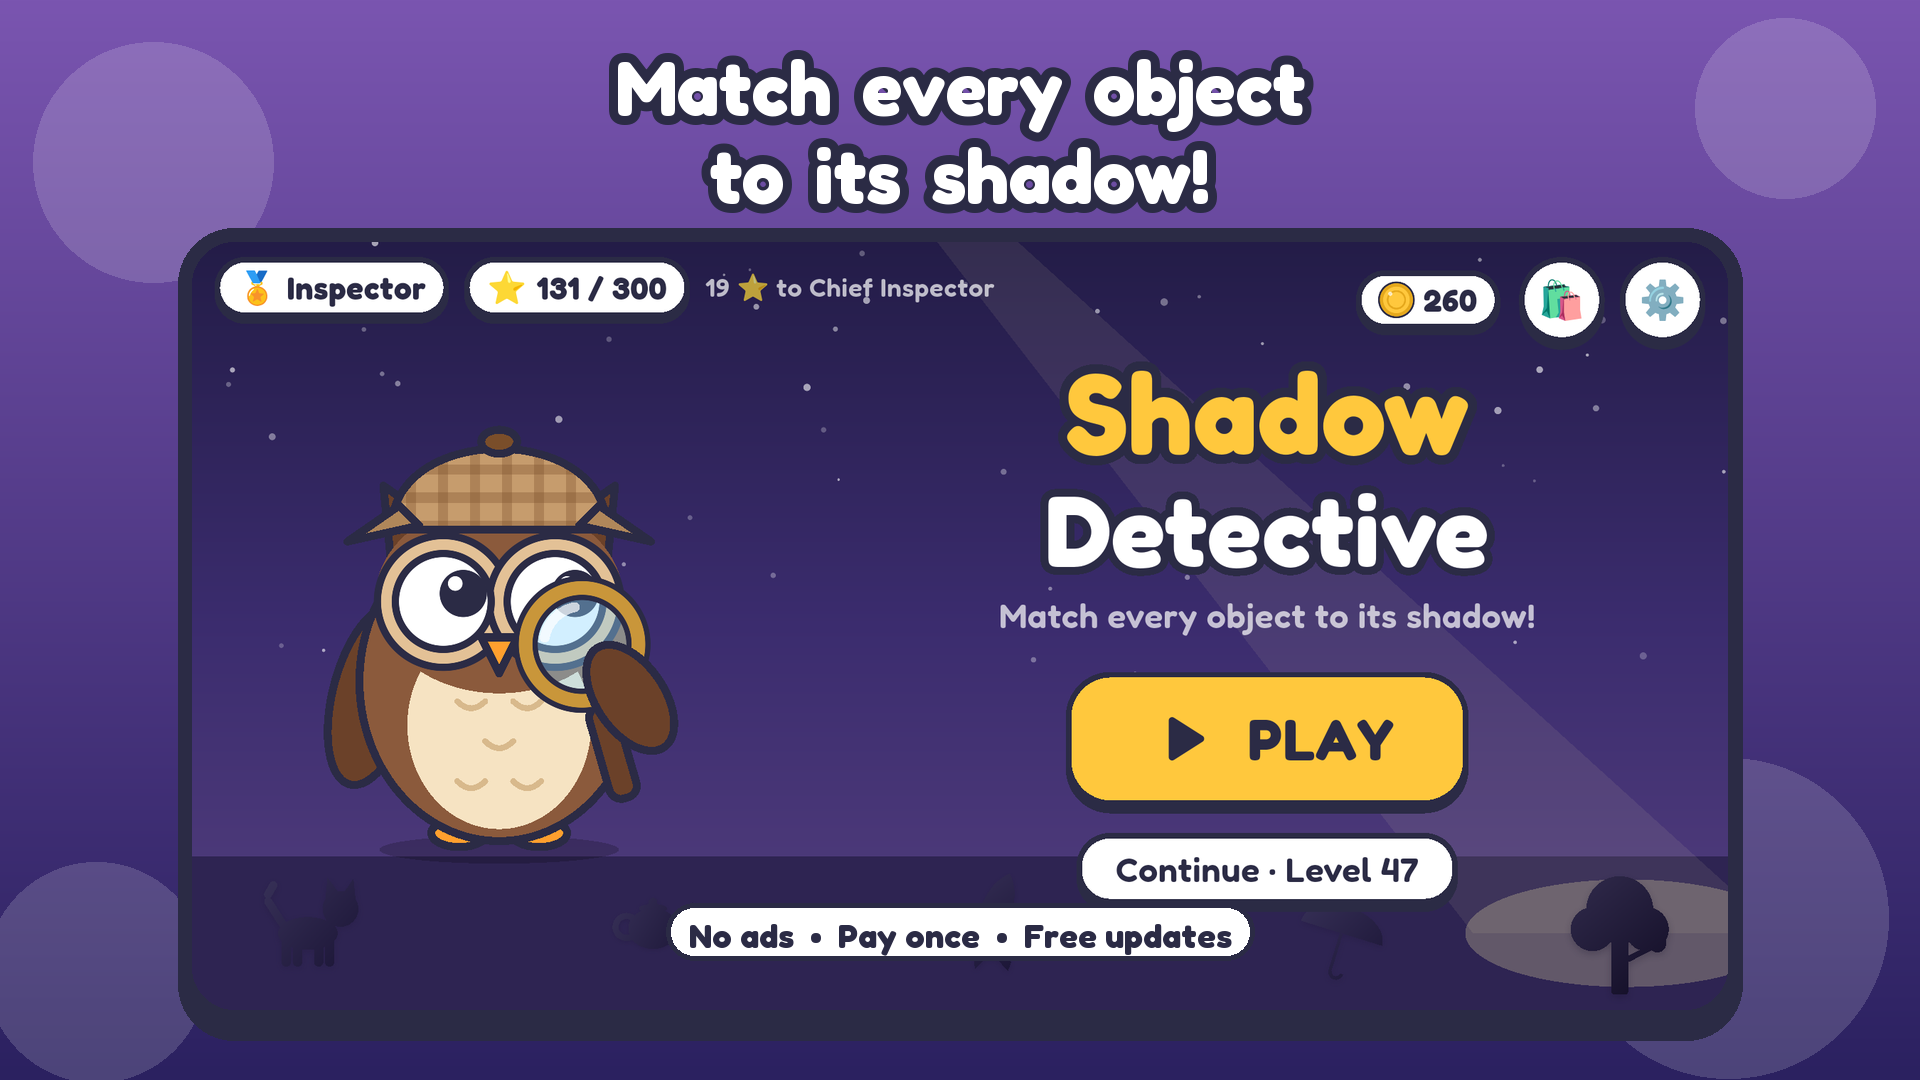 Match every object
to its shadow!
Inspector
131 / 300
19 ⭐ to Chief Inspector
260
Shadow
Detective
Match every object to its shadow!
PLAY
Continue · Level 47
No ads • Pay once • Free updates